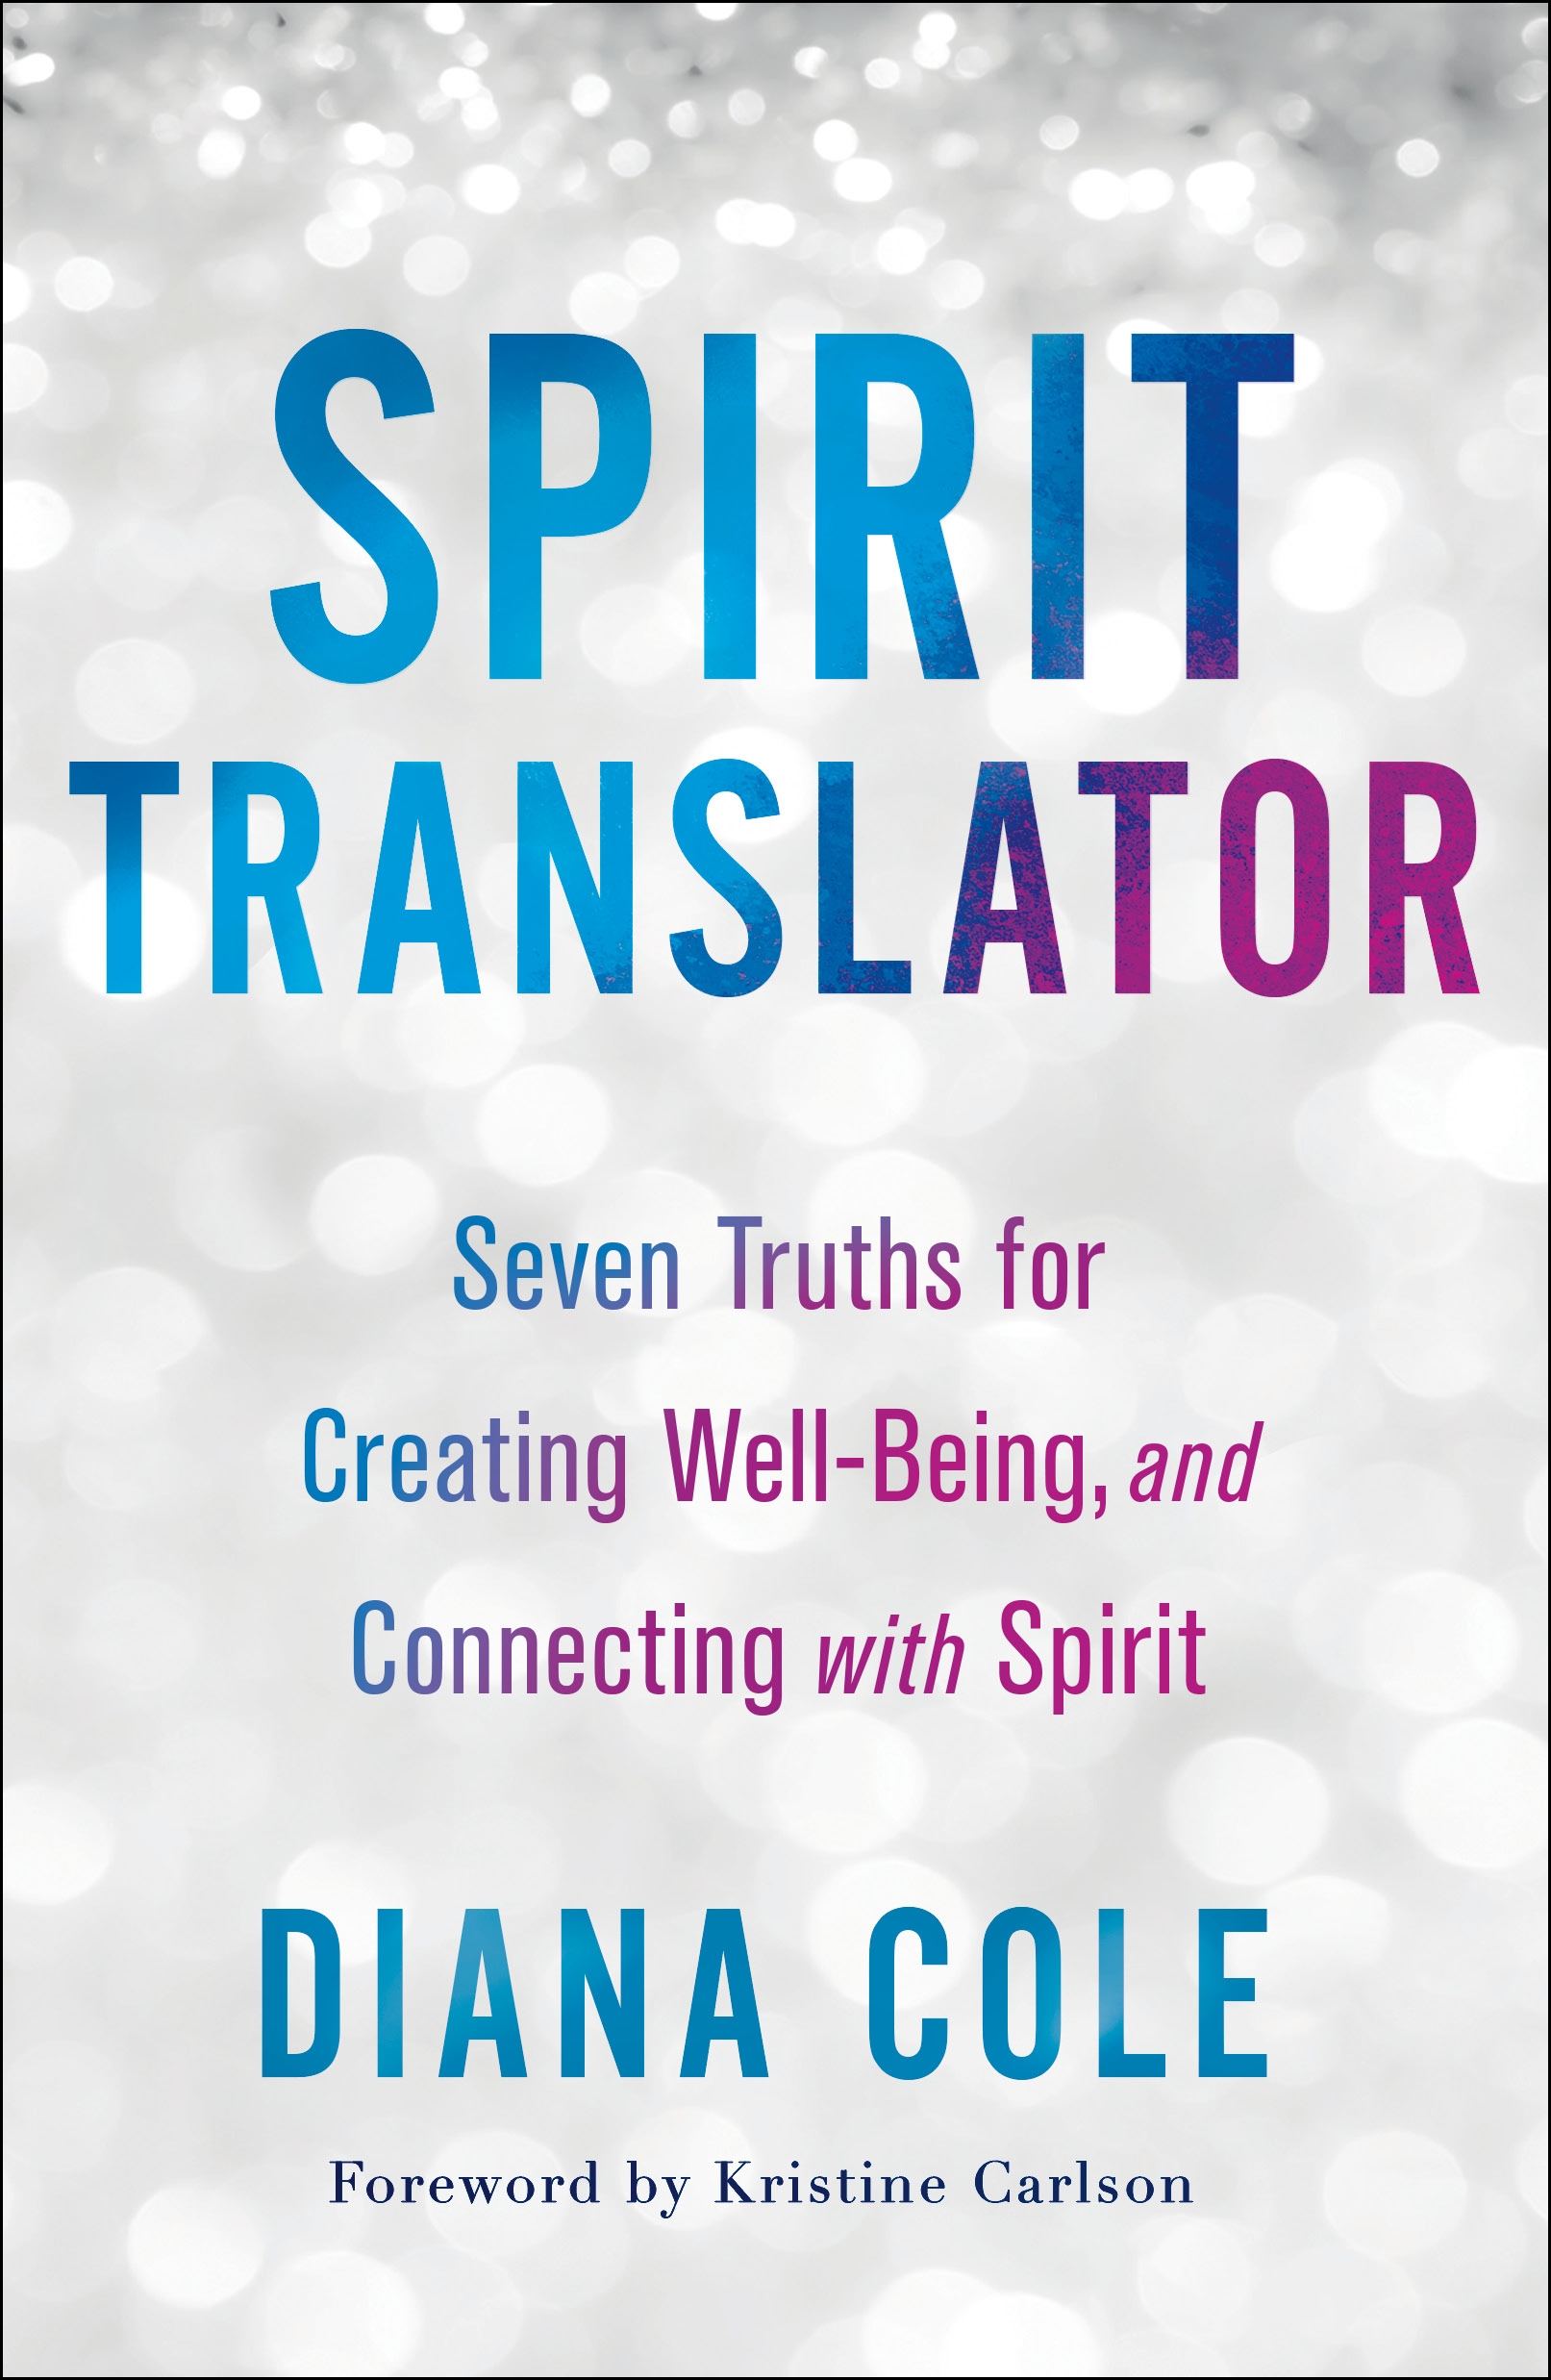 SPIRIT
TRANSLATOR
Seven Truths for
Creating Well-Being, and
Connecting with Spirit
DIANA COLE
Foreword by Kristine Carlson